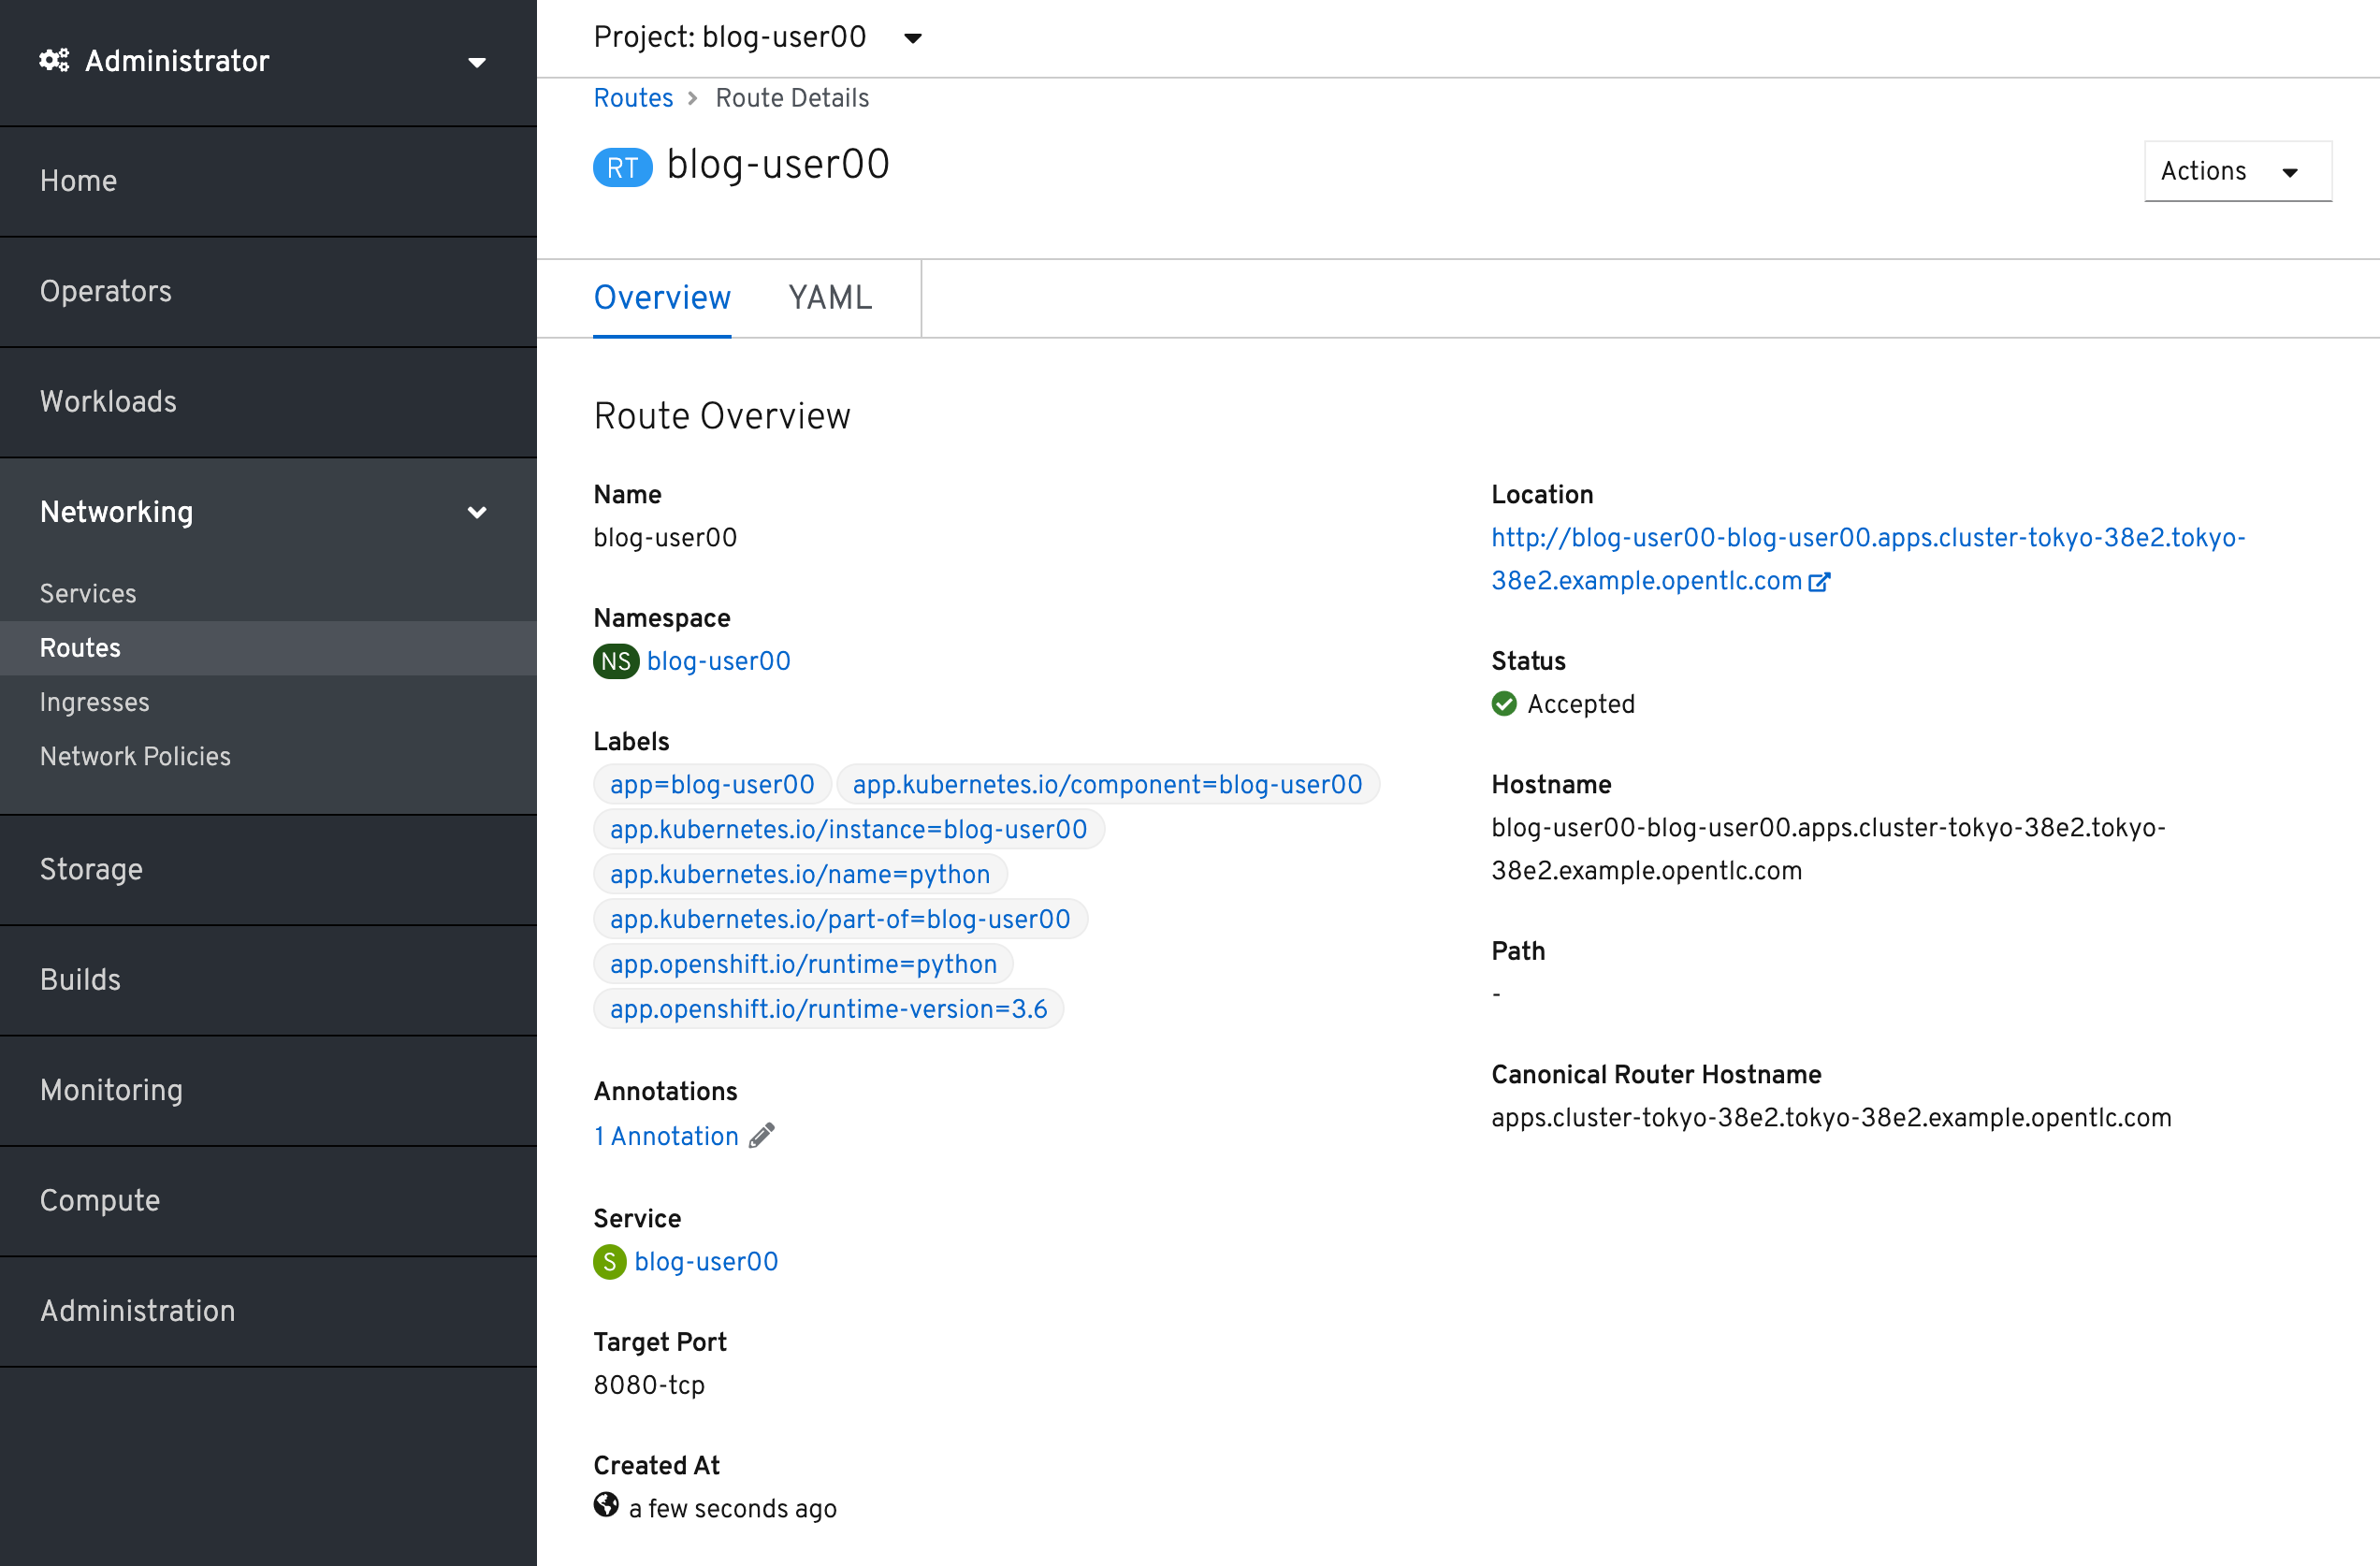 Administrator
Home
Operators
Workloads
Networking
Services
Routes
Ingresses
Network Policies
Storage
Builds
Monitoring
Compute
Administration
Project: blog-user00
Routes > Route Details
RT blog-user00
Actions
Overview YAML
Route Overview
Name
blog-user00
Namespace
NS blog-user00
Labels
app=blog-user00 app.kubernetes.io/component=blog-user00
app.kubernetes.io/instance=blog-user00
app.kubernetes.io/name=python
app.kubernetes.io/part-of=blog-user00
app.openshift.io/runtime=python
app.openshift.io/runtime-version=3.6
Annotations
1 Annotation
Service
S blog-user00
Target Port
8080-tcp
Created At
a few seconds ago
Location
http://blog-user00-blog-user00.apps.cluster-tokyo-38e2.tokyo-
38e2.example.opentlc.com
Status
Accepted
Hostname
blog-user00-blog-user00.apps.cluster-tokyo-38e2.tokyo-
38e2.example.opentlc.com
Path
-
Canonical Router Hostname
apps.cluster-tokyo-38e2.tokyo-38e2.example.opentlc.com